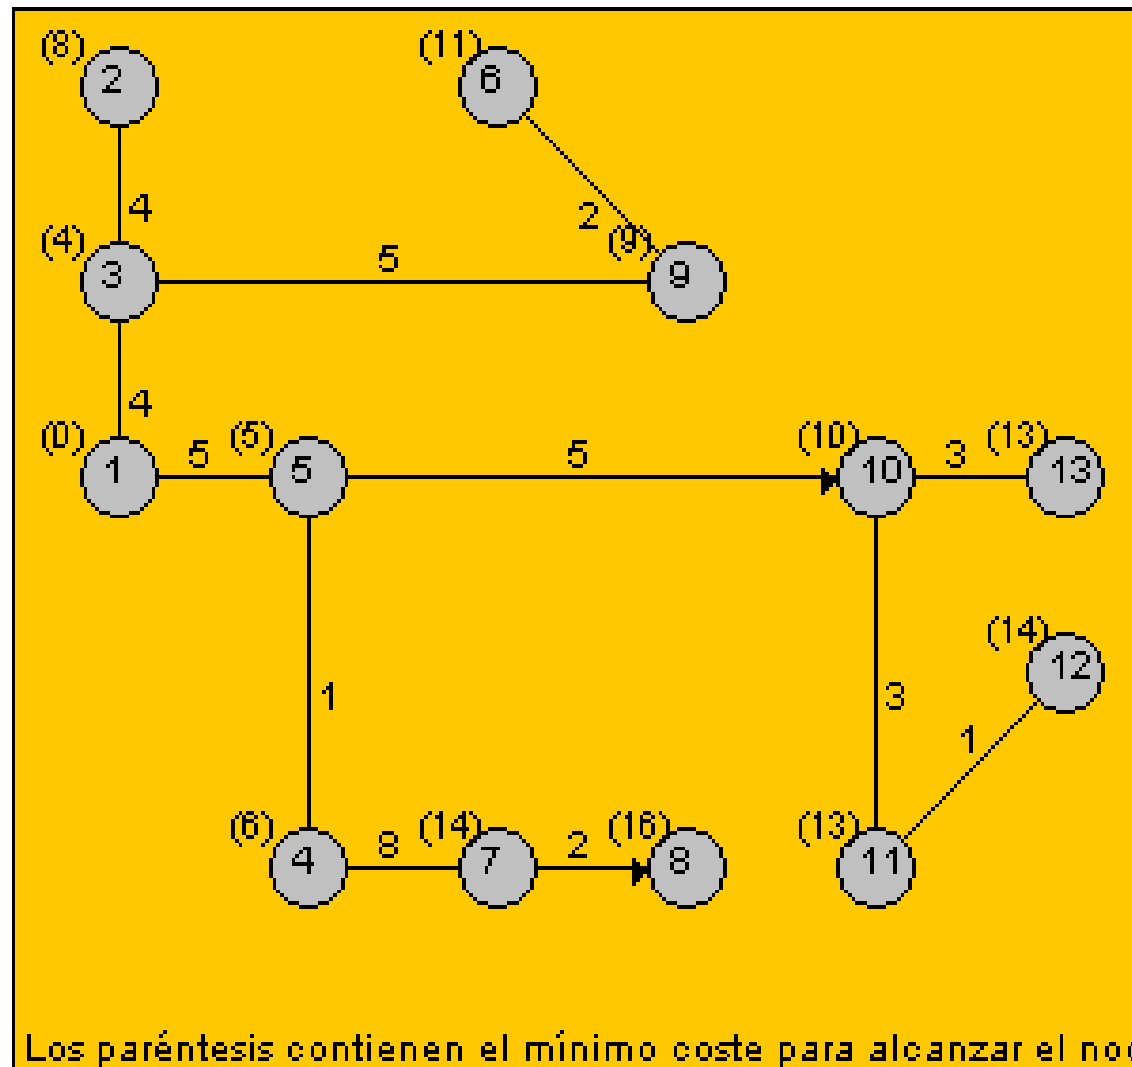 (8) (11)
2 6
4 2
(4) (9)
3 5 9
4
(0) (5) (10) (13)
1 5 5 5 10 3 13
(14)
12
1 3 1
(6) (14) (16) (13)
4 8 7 2 8 11
Los paréntesis contienen el mínimo coste para alcanzar el